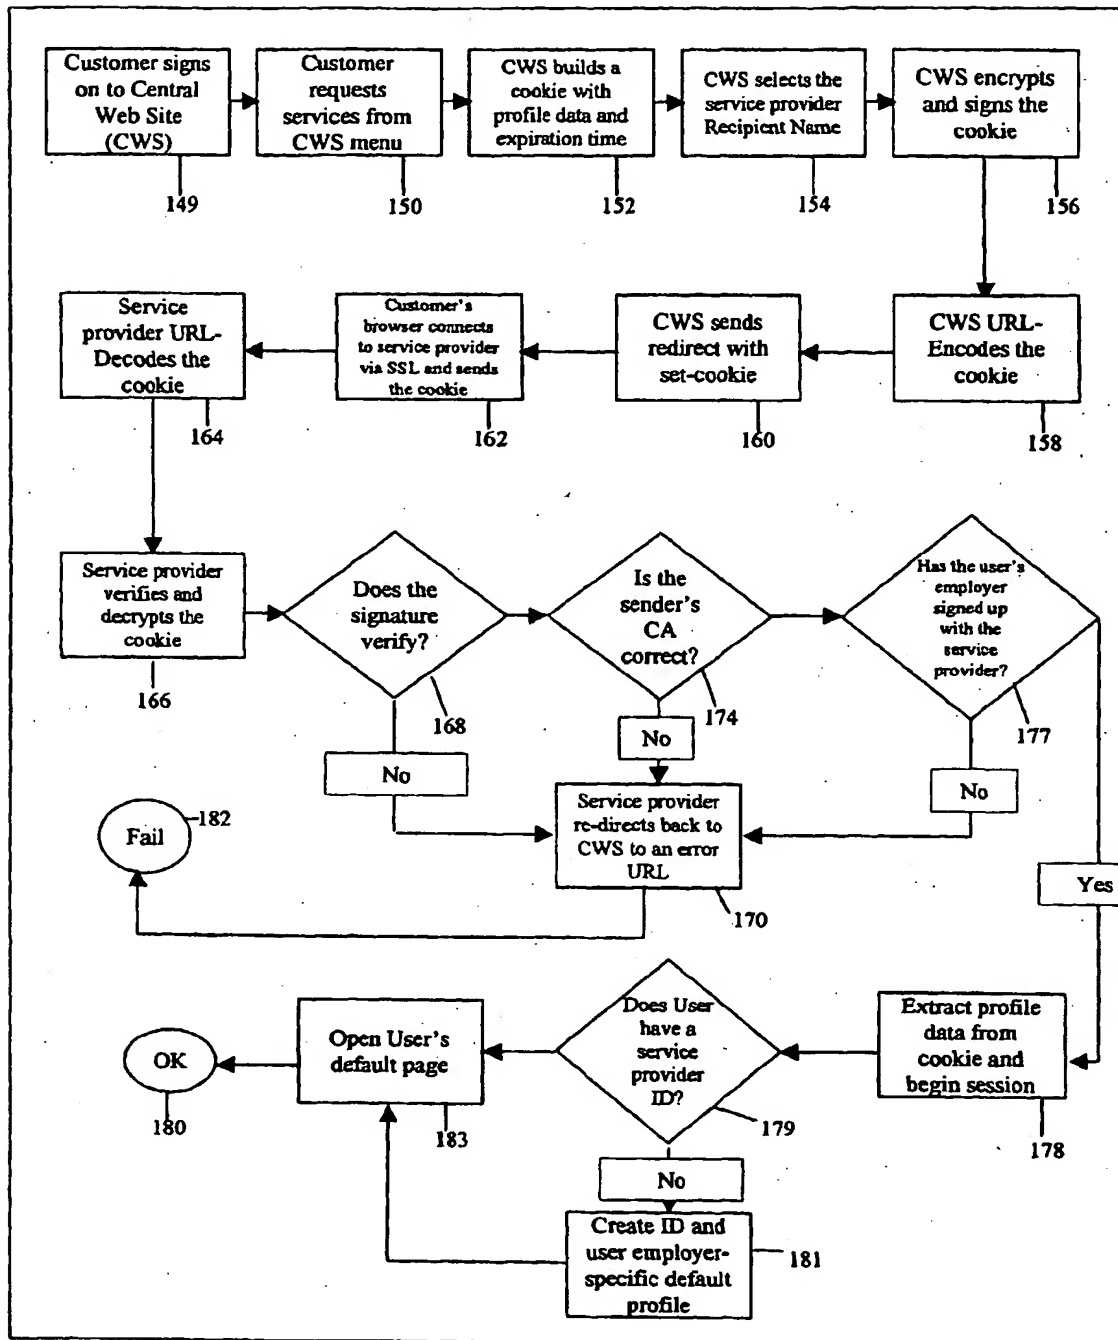 Customer signs
on to Central
Web Site
(CWS)
149
Customer
requests
services from
CWS menu
150
CWS builds a
cookie with
profile data and
expiration time
152
CWS selects the
service provider
Recipient Name
154
CWS encrypts
and signs the
cookie
156
CWS URL-
Encodes the
cookie
158
CWS sends
redirect with
set-cookie
160
Customer's
browser connects
to service provider
via SSL and sends
the cookie
162
Service
provider URL-
Decodes the
cookie
164
Service provider
verifies and
decrypts the
cookie
166
Does the
signature
verify?
168
No
Is the
sender's
CA
correct?
174
No
Has the user's
employer
signed up
with the
service
provider?
177
No
Yes
Service provider
re-directs back to
CWS to an error
URL
170
Fail
182
Extract profile
data from
cookie and
begin session
178
Does User
have a
service
provider
ID?
179
No
Create ID and
user employer-
specific default
profile
181
Open User's
default page
183
OK
180